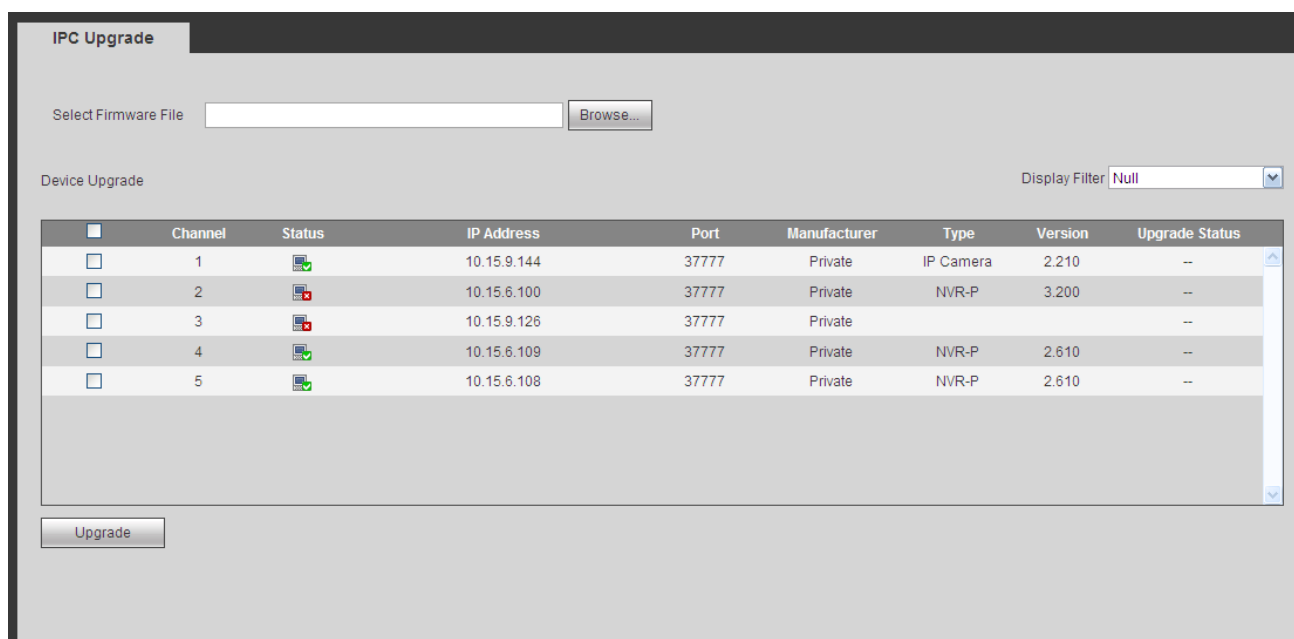 IPC Upgrade
Select Firmware File Browse...
Device Upgrade Display Filter Null
Channel Status IP Address Port Manufacturer Type Version Upgrade Status
1 10.15.9.144 37777 Private IP Camera 2.210 --
2 10.15.6.100 37777 Private NVR-P 3.200 --
3 10.15.9.126 37777 Private --
4 10.15.6.109 37777 Private NVR-P 2.610 --
5 10.15.6.108 37777 Private NVR-P 2.610 --
Upgrade